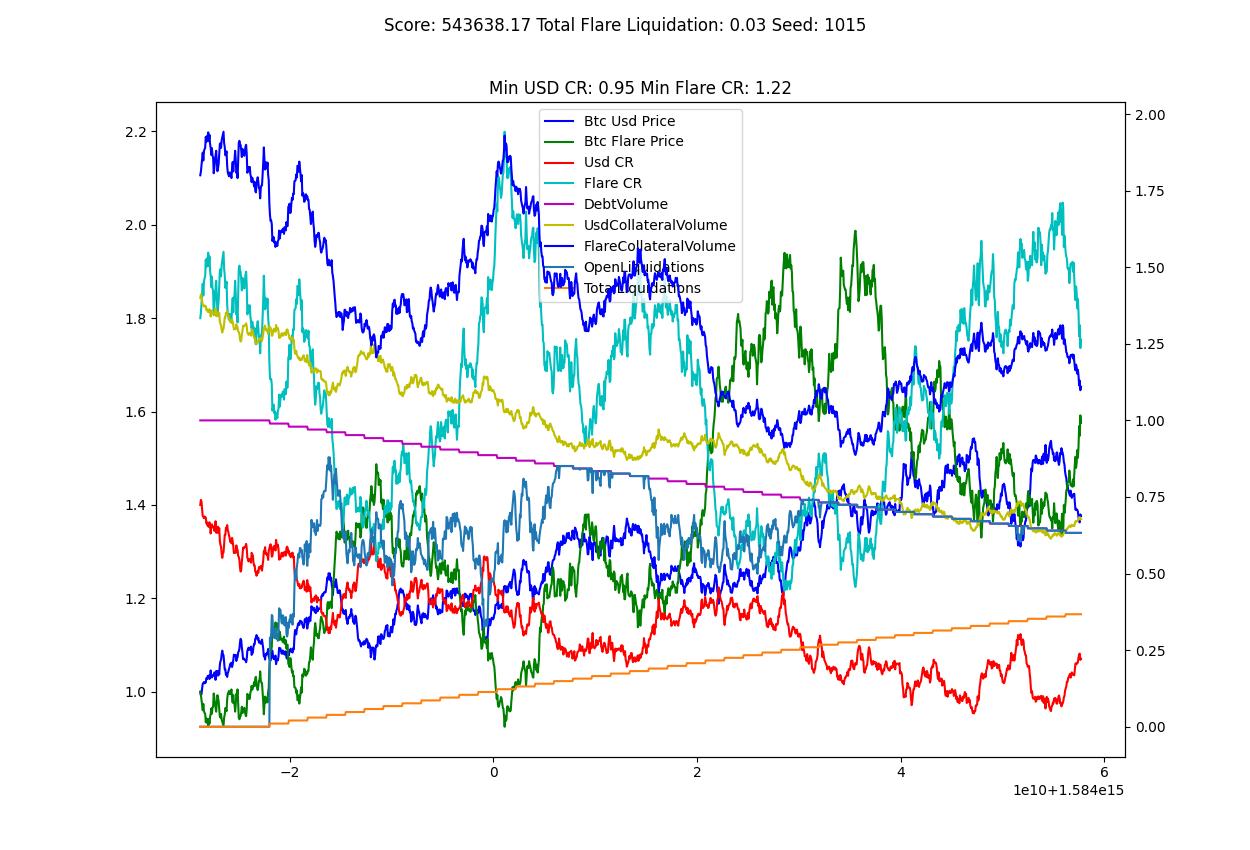 Score: 543638.17 Total Flare Liquidation: 0.03 Seed: 1015
Min USD CR: 0.95 Min Flare CR: 1.22
Btc Usd Price
Btc Flare Price
Usd CR
Flare CR
DebtVolume
UsdCollateralVolume
FlareCollateralVolume
OpenLiquidations
TotalLiquidations
2.2
2.0
1.8
1.6
1.4
1.2
1.0
2.00
1.75
1.50
1.25
1.00
0.75
0.50
0.25
0.00
−2 0 2 4 6
1e10+1.584e15